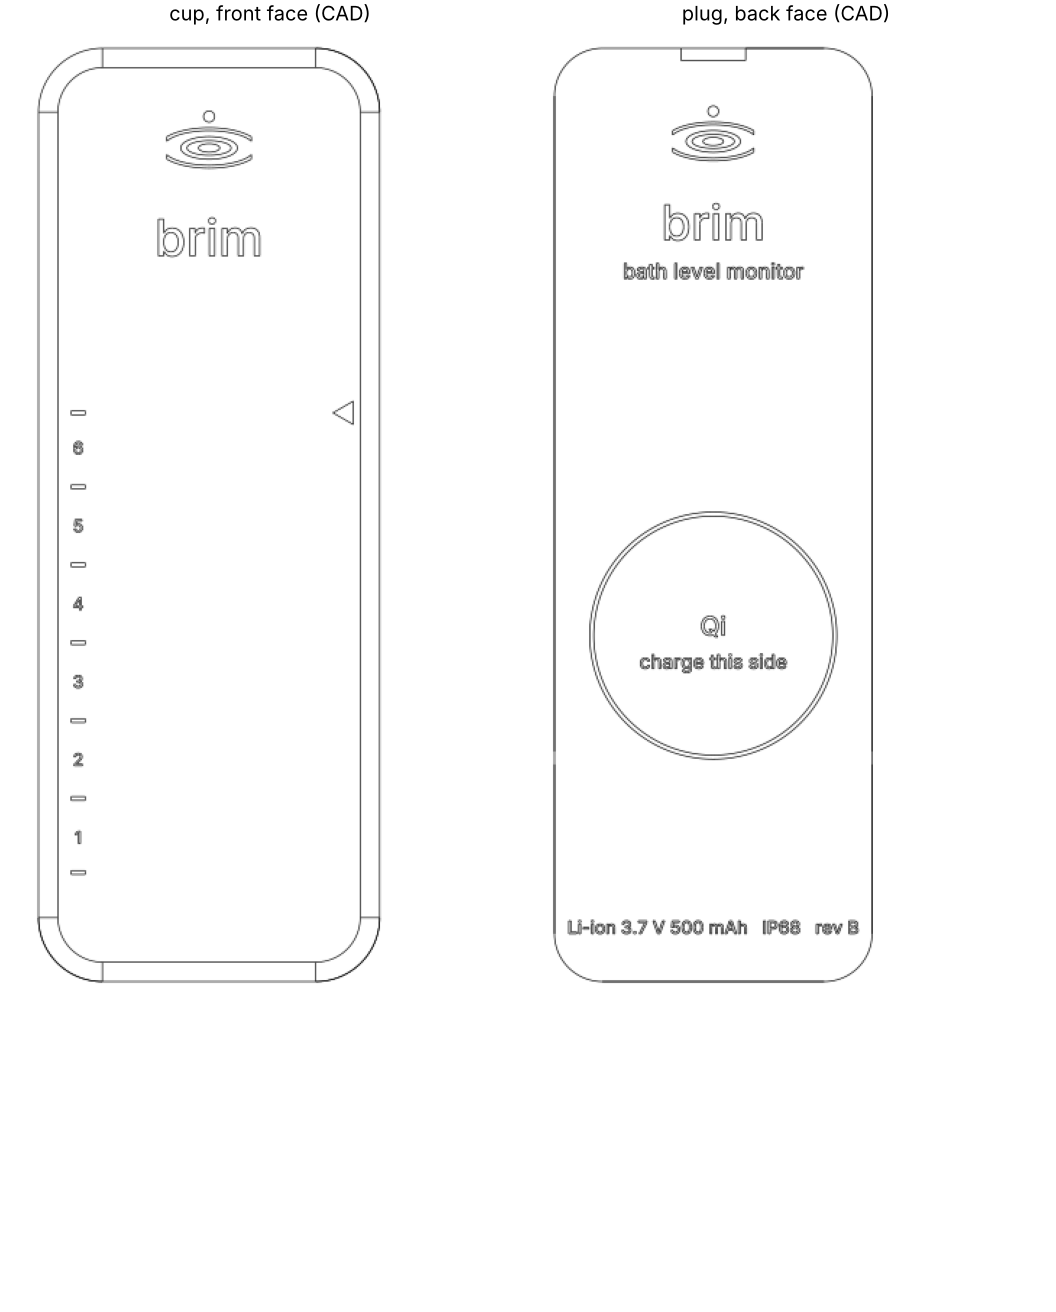 cup, front face (CAD)
brim
6
5
4
3
2
1
plug, back face (CAD)
brim
bath level monitor
Qi
charge this side
Li-ion 3.7 V 500 mAh IP68 rev B